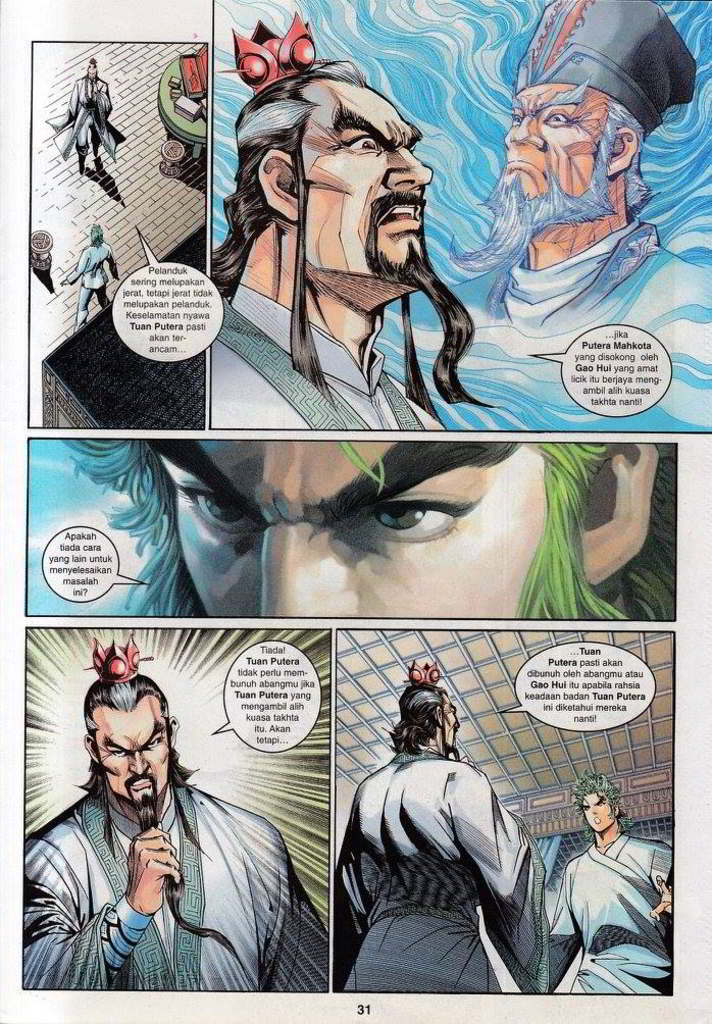 Pelanduk
sering melupakan
jerat, tetapi jerat tidak
melupakan pelanduk.
Keselamatan nyawa
Tuan Putera pasti
akan ter-
ancam...
...jika
Putera Mahkota
yang disokong oleh
Gao Hui yang amat
licik itu berjaya meng-
ambil alih kuasa
takhta nanti!
Apakah
tiada cara
yang lain untuk
menyelesaikan
masalah
ini?
Tiada!
Tuan Putera
tidak perlu mem-
bunuh abangmu jika
Tuan Putera yang
mengambil alih
kuasa takhta
itu. Akan
tetapi...
...Tuan
Putera pasti akan
dibunuh oleh abangmu atau
Gao Hui itu apabila rahsia
keadaan badan Tuan Putera
ini diketahui mereka
nanti!
31